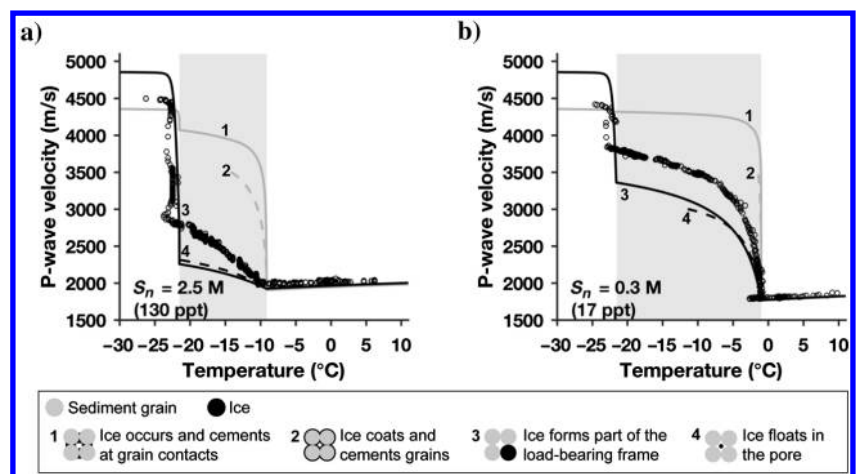 a)
b)
P-wave velocity (m/s)
5000
4500
4000
3500
3000
2500
2000
1500
1
2
3
4
Sn = 2.5 M
(130 ppt)
−30 −25 −20 −15 −10 −5 0 5 10
Temperature (°C)
P-wave velocity (m/s)
5000
4500
4000
3500
3000
2500
2000
1500
1
2
3
4
Sn = 0.3 M
(17 ppt)
−30 −25 −20 −15 −10 −5 0 5 10
Temperature (°C)
Sediment grain Ice
1 Ice occurs and cements
at grain contacts
2 Ice coats and
cements grains
3 Ice forms part of the
load-bearing frame
4 Ice floats in
the pore